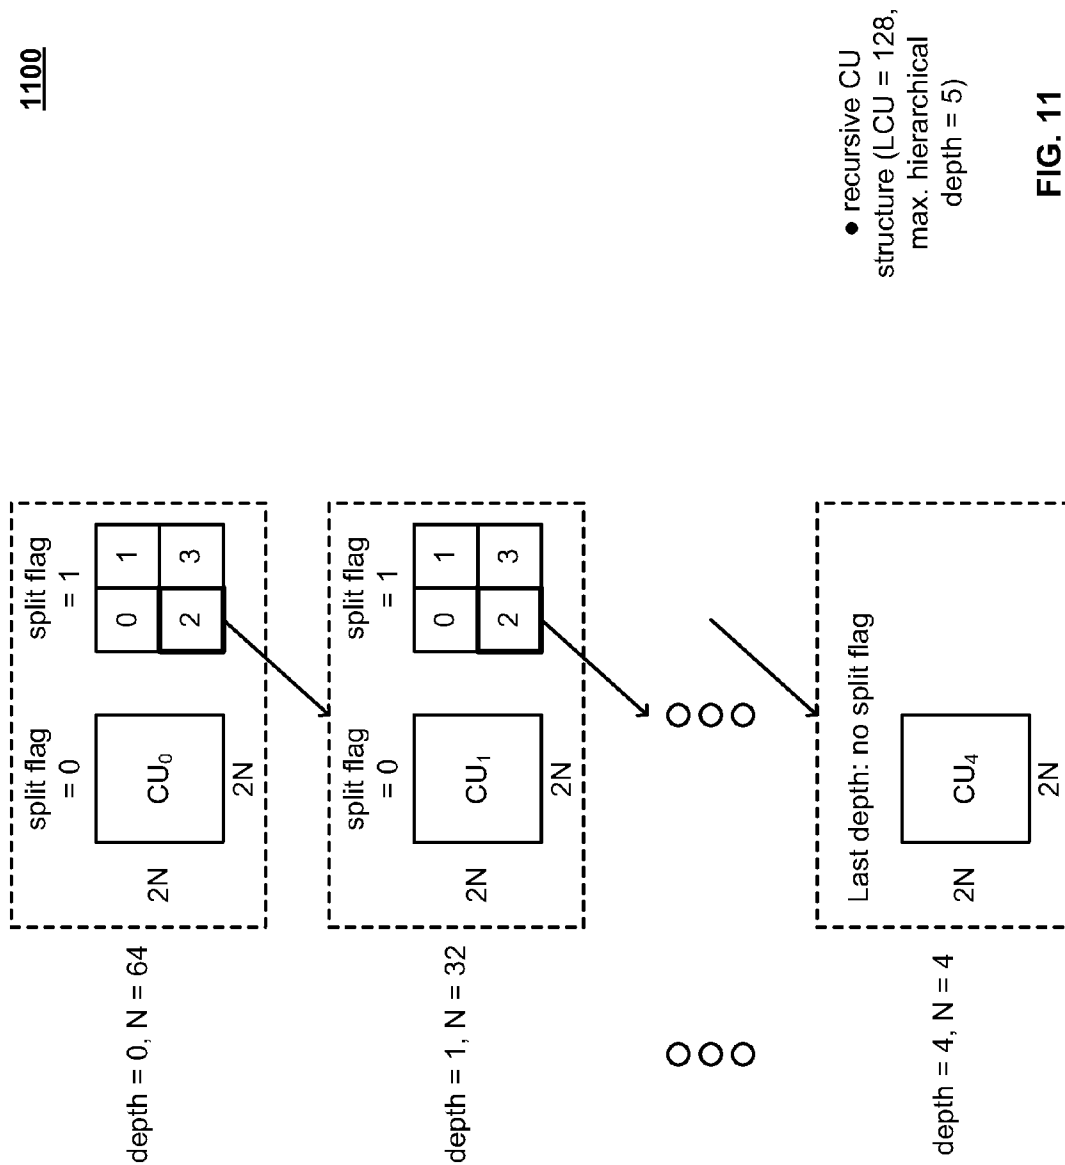 1100
depth = 0, N = 64
split flag
= 0
split flag
= 1
2N
CU₀
2N
0
1
2
3
depth = 1, N = 32
split flag
= 0
split flag
= 1
2N
CU₁
2N
0
1
2
3
depth = 4, N = 4
Last depth: no split flag
2N
CU₄
2N
● recursive CU
structure (LCU = 128,
max. hierarchical
depth = 5)
FIG. 11